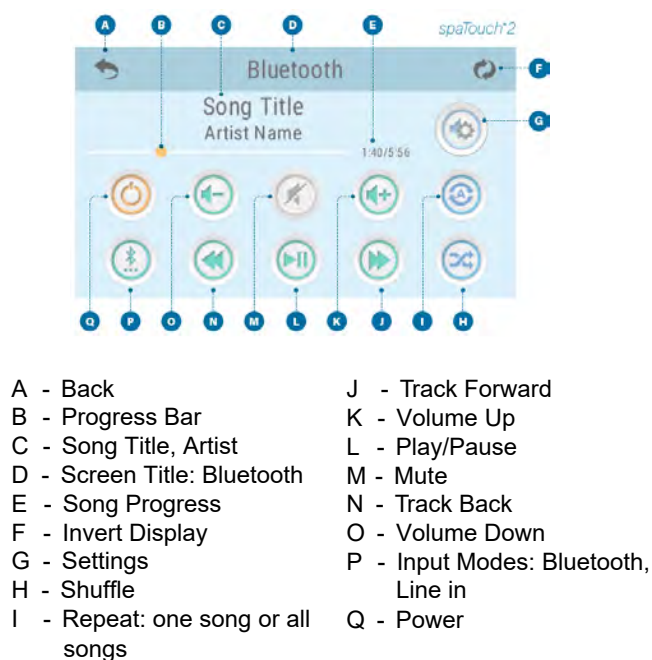 A B C D E spaTouch™2
Bluetooth F
Song Title G
Artist Name
1:40/5:56
A
Q P O N M L K J I H
A - Back
B - Progress Bar
C - Song Title, Artist
D - Screen Title: Bluetooth
E - Song Progress
F - Invert Display
G - Settings
H - Shuffle
I - Repeat: one song or all
songs
J - Track Forward
K - Volume Up
L - Play/Pause
M - Mute
N - Track Back
O - Volume Down
P - Input Modes: Bluetooth,
Line in
Q - Power